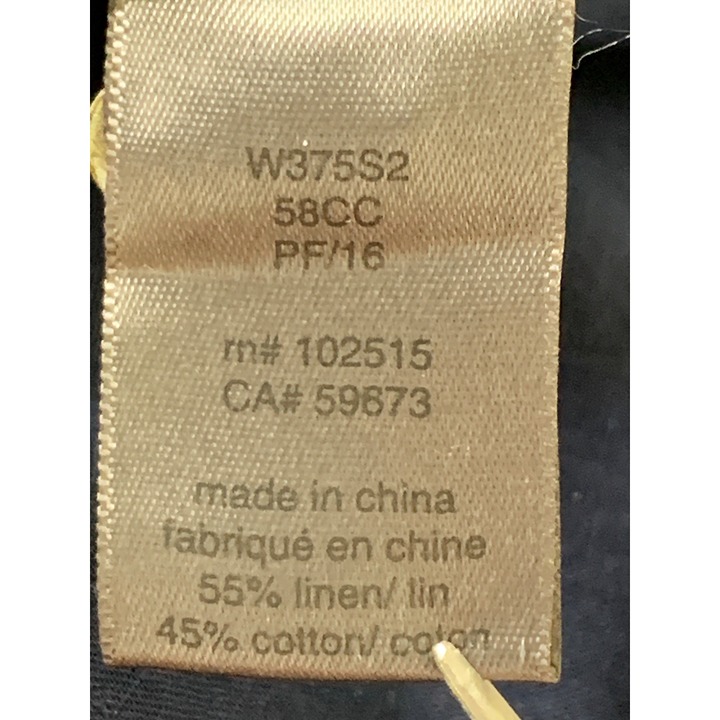 W375S2
58CC
PF/16
rn# 102515
CA# 59873
made in china
fabriqué en chine
55% linen/ lin
45% cotton/ coton